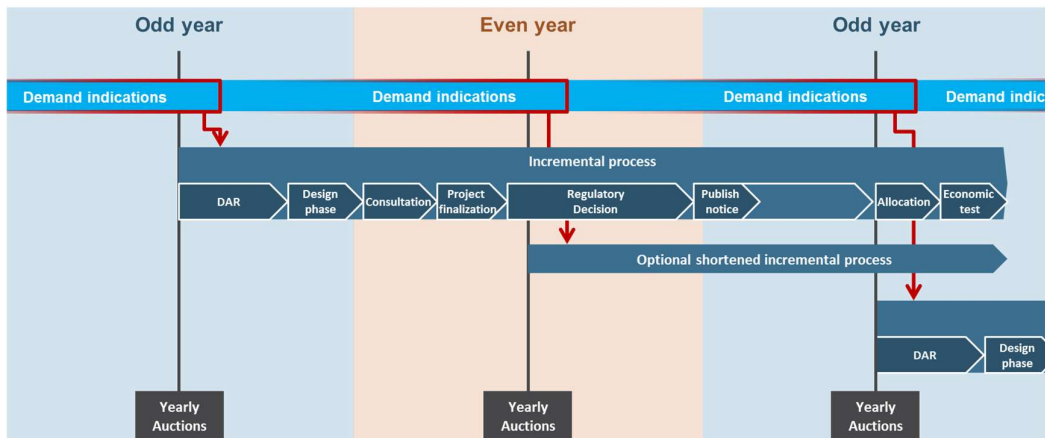 Odd year
Even year
Odd year
Demand indications
Demand indications
Demand indications
Demand indic
Incremental process
DAR
Design
phase
Consultation
Project
finalization
Regulatory
Decision
Publish
notice
Allocation
Economic
test
Optional shortened incremental process
DAR
Design
phase
Yearly
Auctions
Yearly
Auctions
Yearly
Auctions